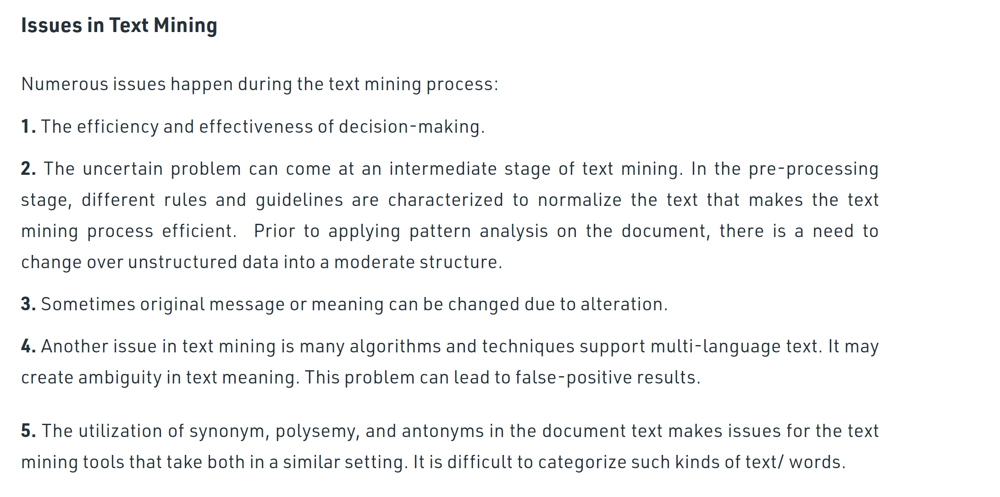 Issues in Text Mining
Numerous issues happen during the text mining process:
1. The efficiency and effectiveness of decision-making.
2. The uncertain problem can come at an intermediate stage of text mining. In the pre-processing
stage, different rules and guidelines are characterized to normalize the text that makes the text
mining process efficient.  Prior to applying pattern analysis on the document, there is a need to
change over unstructured data into a moderate structure.
3. Sometimes original message or meaning can be changed due to alteration.
4. Another issue in text mining is many algorithms and techniques support multi-language text. It may
create ambiguity in text meaning. This problem can lead to false-positive results.
5. The utilization of synonym, polysemy, and antonyms in the document text makes issues for the text
mining tools that take both in a similar setting. It is difficult to categorize such kinds of text/ words.